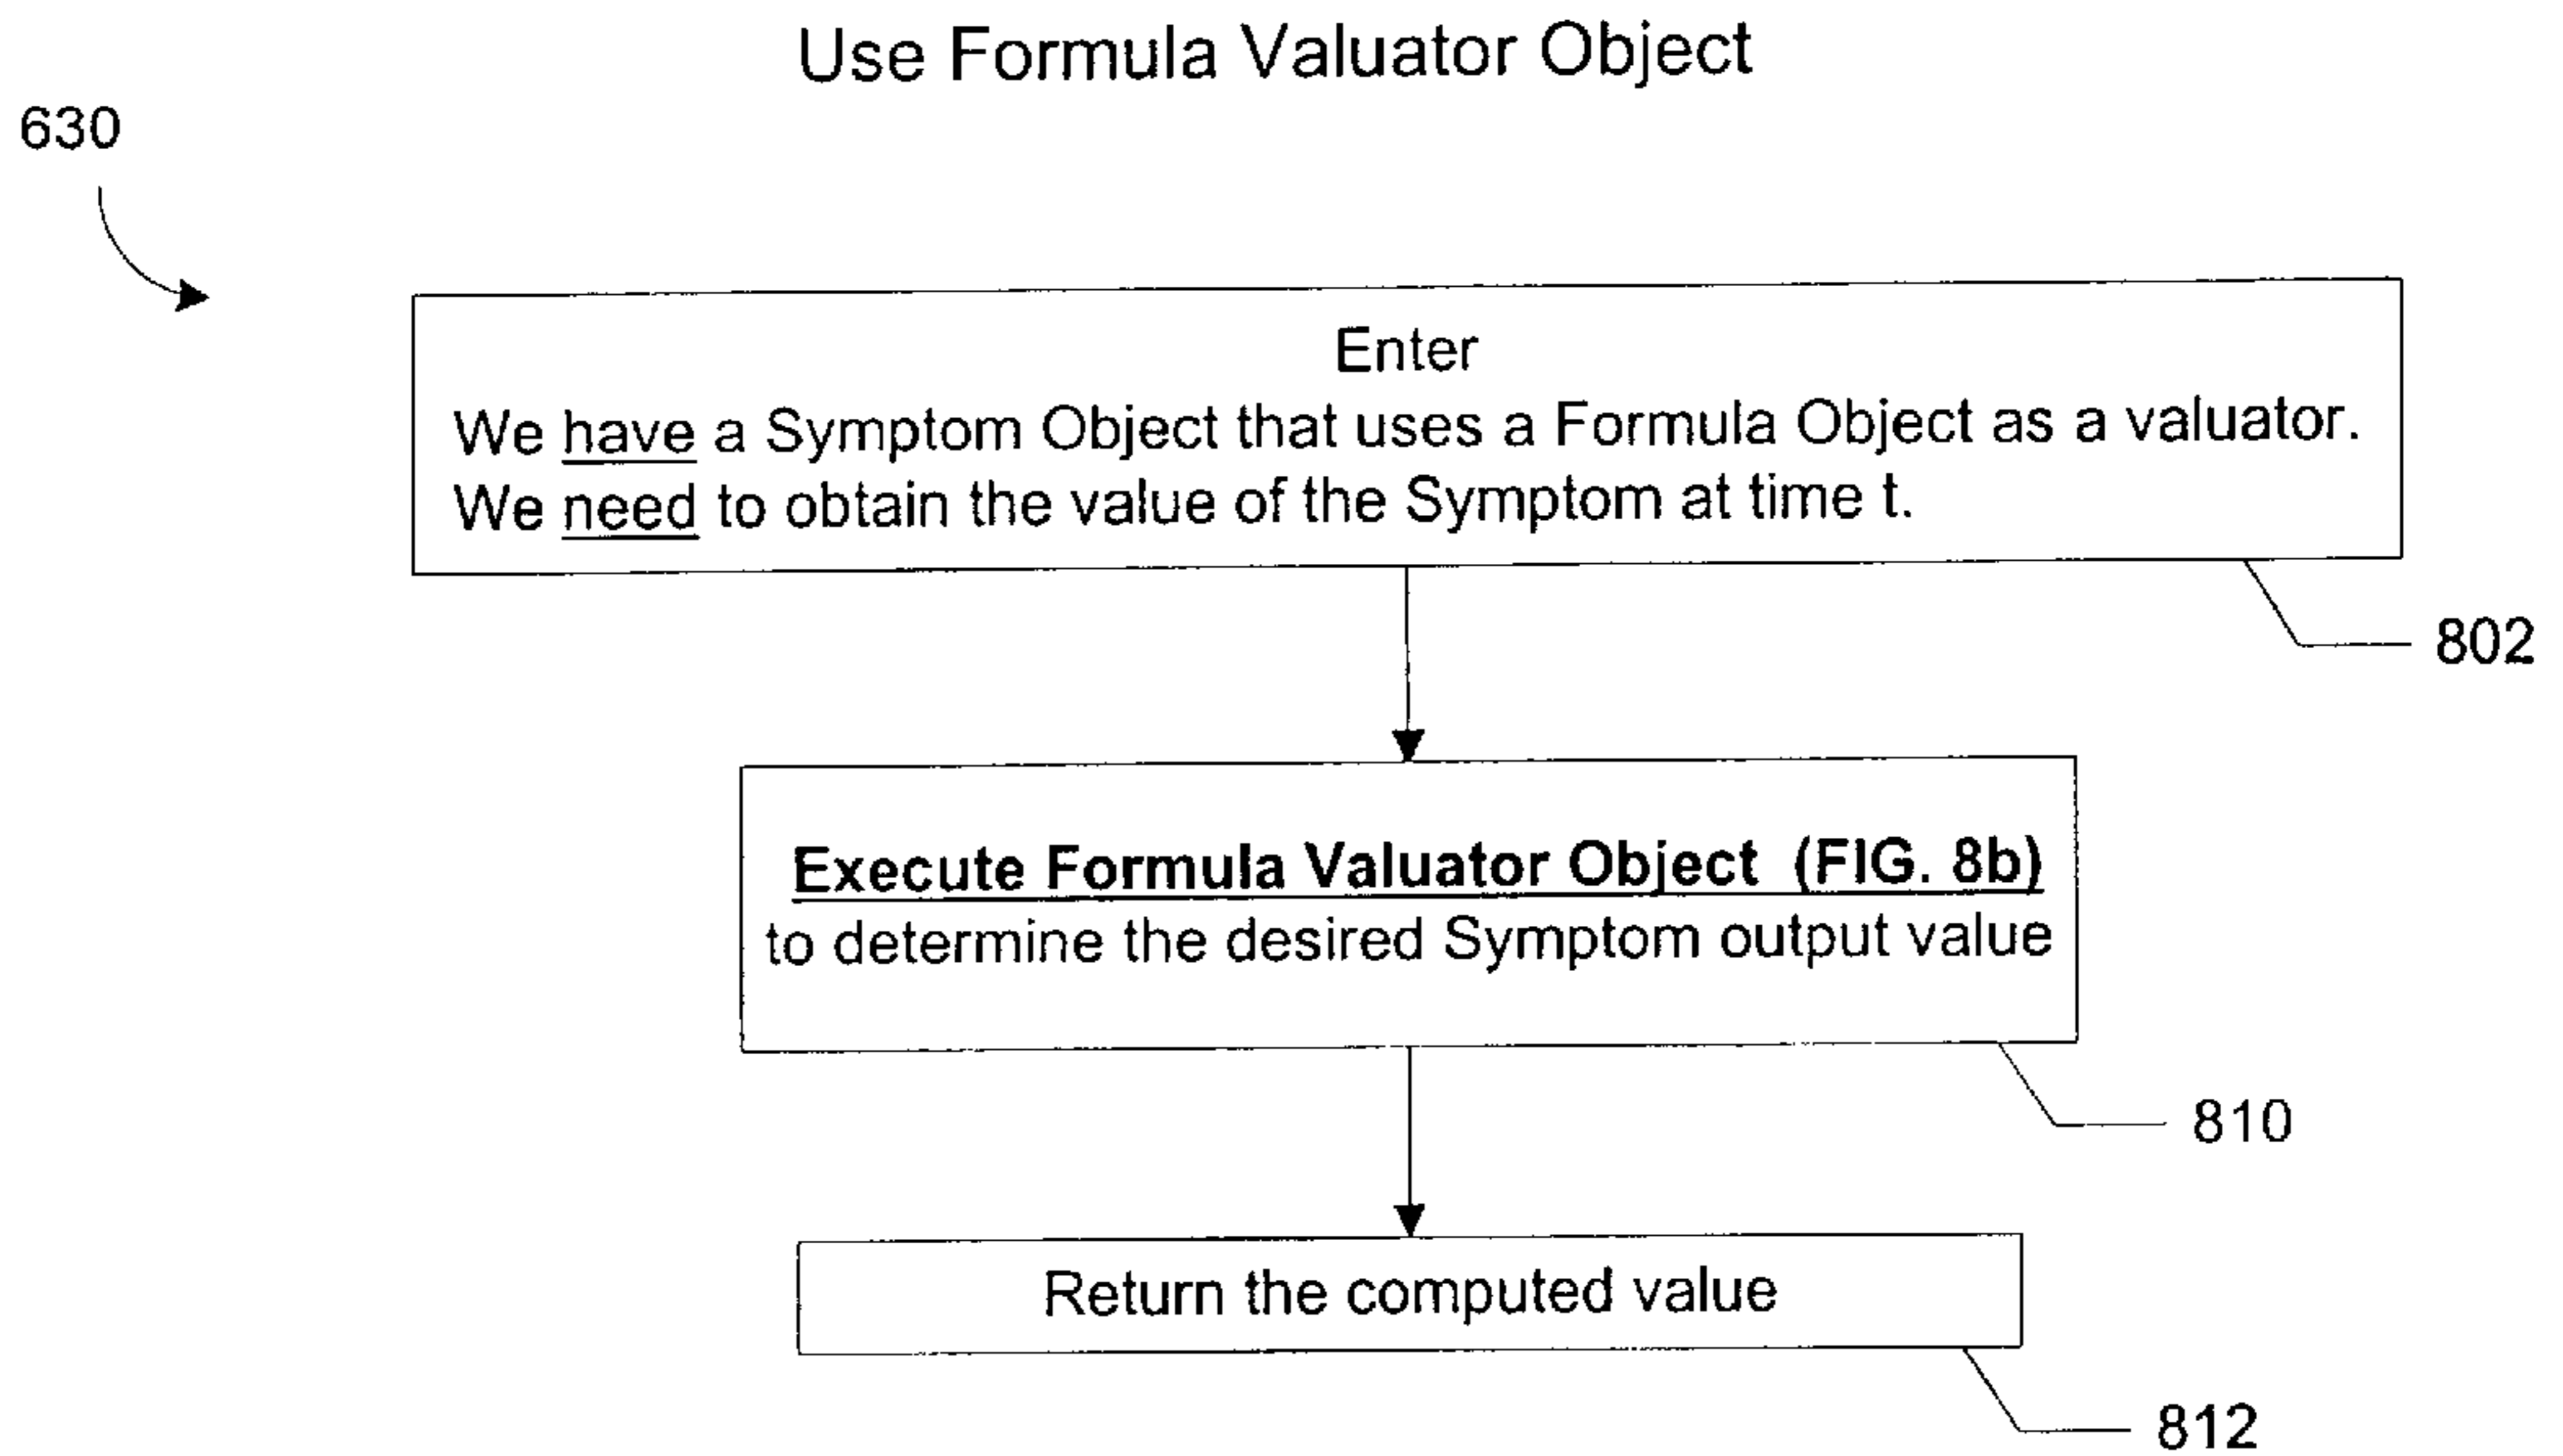 Use Formula Valuator Object
630
Enter
We have a Symptom Object that uses a Formula Object as a valuator.
We need to obtain the value of the Symptom at time t.
802
Execute Formula Valuator Object (FIG. 8b)
to determine the desired Symptom output value
810
Return the computed value
812